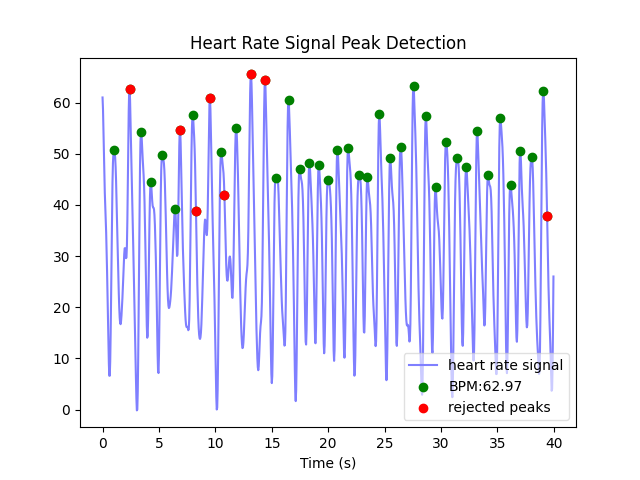 Heart Rate Signal Peak Detection
60
50
40
30
20
10
0
heart rate signal
BPM:62.97
rejected peaks
0 5 10 15 20 25 30 35 40
Time (s)